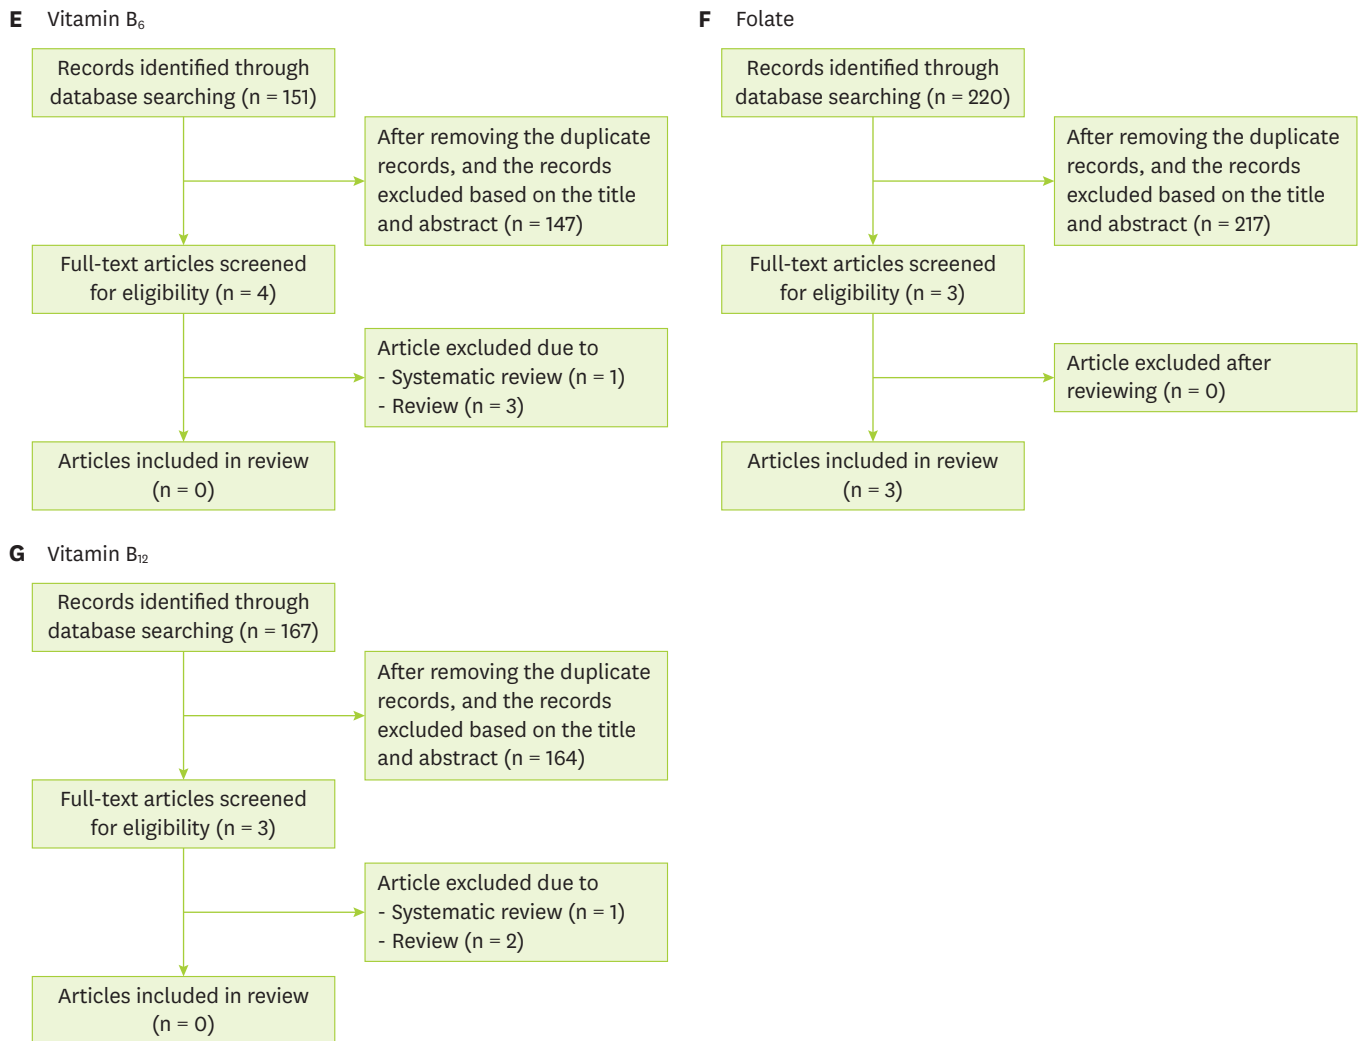 E Vitamin B₆
Records identified through
database searching (n = 151)
After removing the duplicate
records, and the records
excluded based on the title
and abstract (n = 147)
Full-text articles screened
for eligibility (n = 4)
Article excluded due to
- Systematic review (n = 1)
- Review (n = 3)
Articles included in review
(n = 0)
F Folate
Records identified through
database searching (n = 220)
After removing the duplicate
records, and the records
excluded based on the title
and abstract (n = 217)
Full-text articles screened
for eligibility (n = 3)
Article excluded after
reviewing (n = 0)
Articles included in review
(n = 3)
G Vitamin B₁₂
Records identified through
database searching (n = 167)
After removing the duplicate
records, and the records
excluded based on the title
and abstract (n = 164)
Full-text articles screened
for eligibility (n = 3)
Article excluded due to
- Systematic review (n = 1)
- Review (n = 2)
Articles included in review
(n = 0)